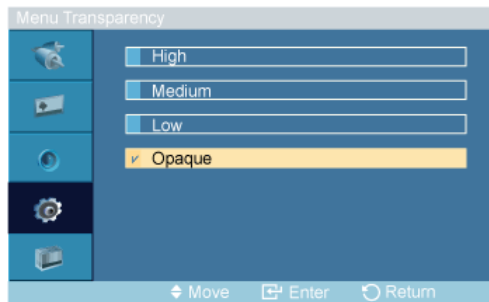 Menu Transparency
High
Medium
Low
Opaque
Move Enter Return